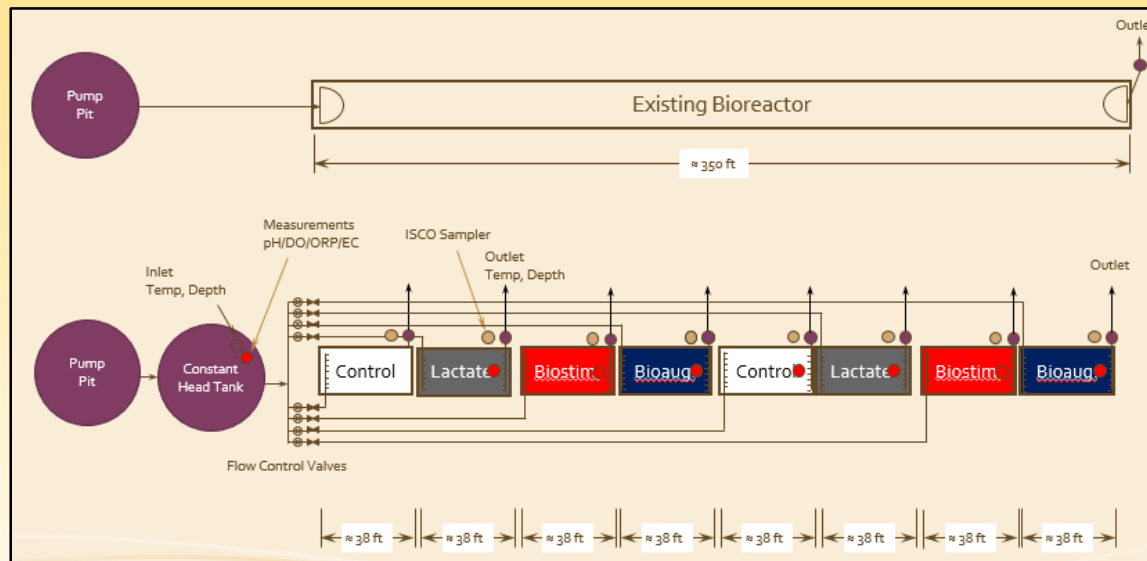 Outlet
Pump
Pit
Existing Bioreactor
≈ 350 ft
Measurements
pH/DO/ORP/EC
ISCO Sampler
Inlet
Temp, Depth
Outlet
Temp, Depth
Outlet
Pump
Pit
Constant
Head Tank
Control
Lactate
Biostim.
Bioaug.
Control
Lactate
Biostim.
Bioaug.
Flow Control Valves
≈ 38 ft
≈ 38 ft
≈ 38 ft
≈ 38 ft
≈ 38 ft
≈ 38 ft
≈ 38 ft
≈ 38 ft